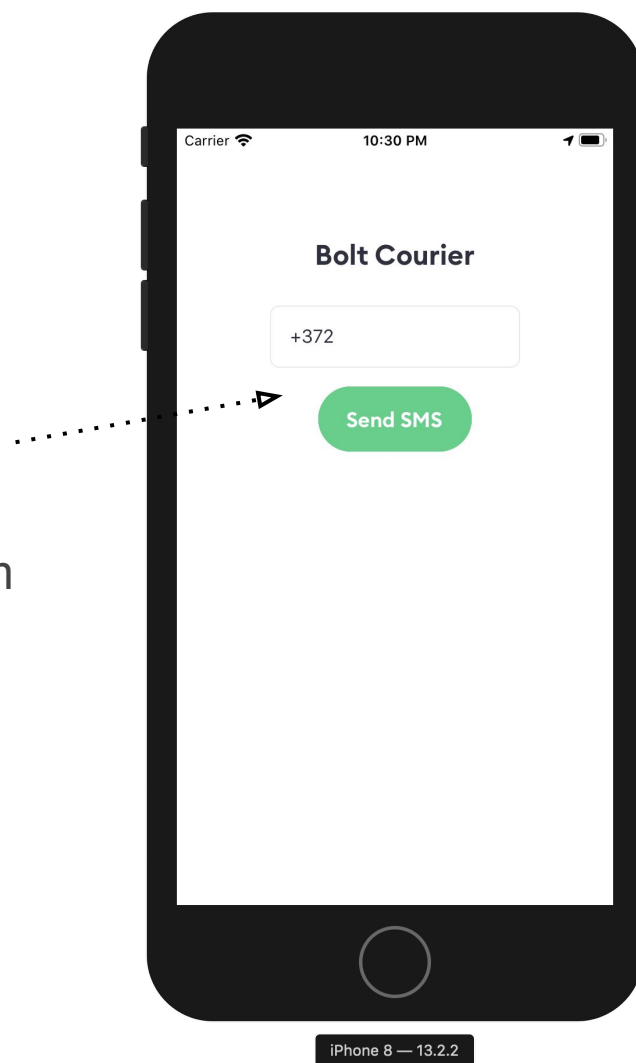 Carrier 10:30 PM
Bolt Courier
+372
Send SMS
iPhone 8 — 13.2.2